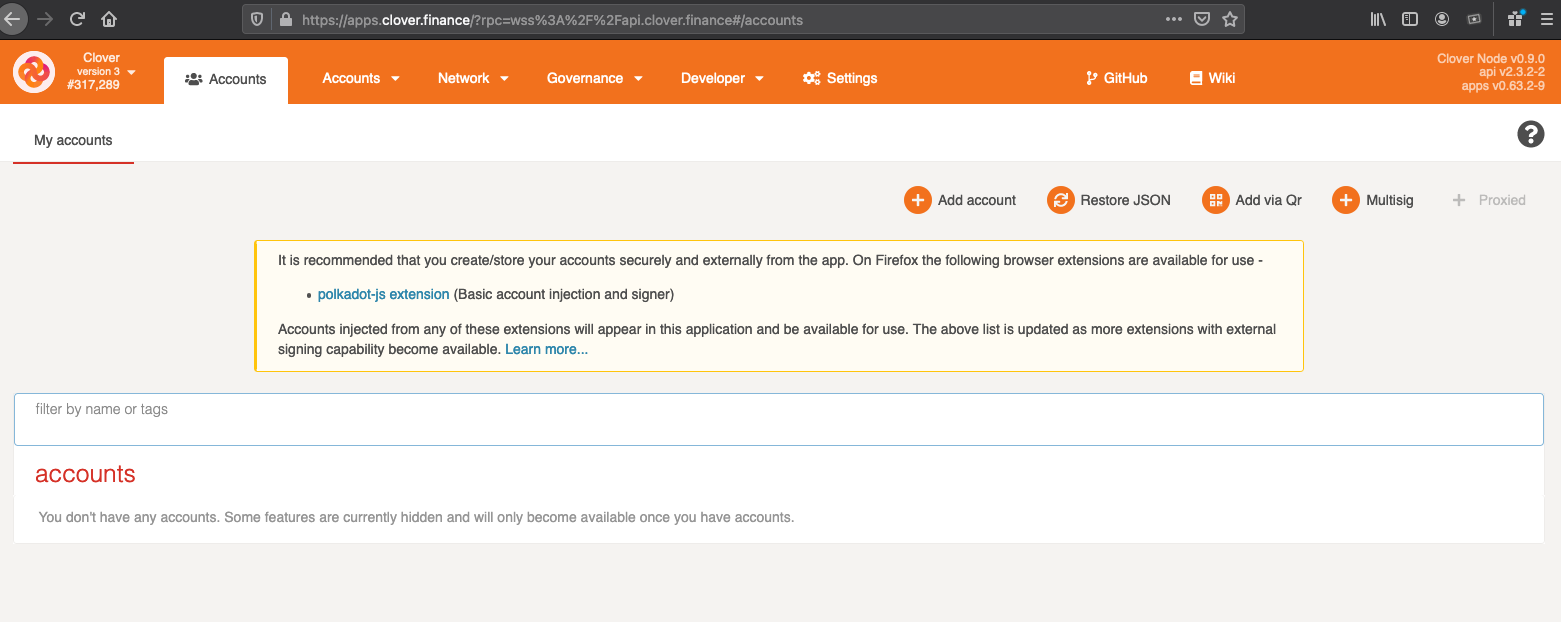 https://apps.clover.finance/?rpc=wss%3A%2F%2Fapi.clover.finance#/accounts
Clover
version 3
#317,289
Accounts
Accounts
Network
Governance
Developer
Settings
GitHub
Wiki
Clover Node v0.9.0
api v2.3.2-2
apps v0.63.2-9
My accounts
Add account
Restore JSON
Add via Qr
Multisig
Proxied
It is recommended that you create/store your accounts securely and externally from the app. On Firefox the following browser extensions are available for use -
• polkadot-js extension (Basic account injection and signer)
Accounts injected from any of these extensions will appear in this application and be available for use. The above list is updated as more extensions with external
signing capability become available. Learn more...
filter by name or tags
accounts
You don't have any accounts. Some features are currently hidden and will only become available once you have accounts.